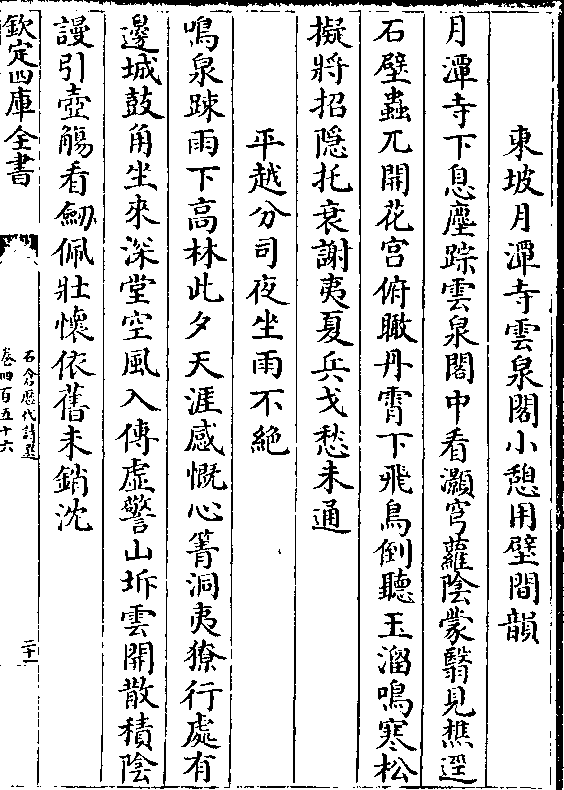 東坡月潭寺雲泉閣小憩用壁間韻
月潭寺下息塵踪雲泉閣中看灝穹蘿陰蒙翳見樵逕
石壁蟲兀開花宫俯瞰丹霄下飛鳥倒聽玉溜鳴寒松
擬將招隠托衰謝夷夏兵戈愁未通
平越分司夜坐雨不絶
鳴泉踈雨下高林此夕天涯感慨心箐洞夷獠行處有
邊城鼓角坐來深堂空風入傳虚警山坼雲開散積陰
謾引壺觴看劒佩壯懷依舊未銷沈
欽定四庫全書
石倉歷代詩選
卷四百五十六
二十一